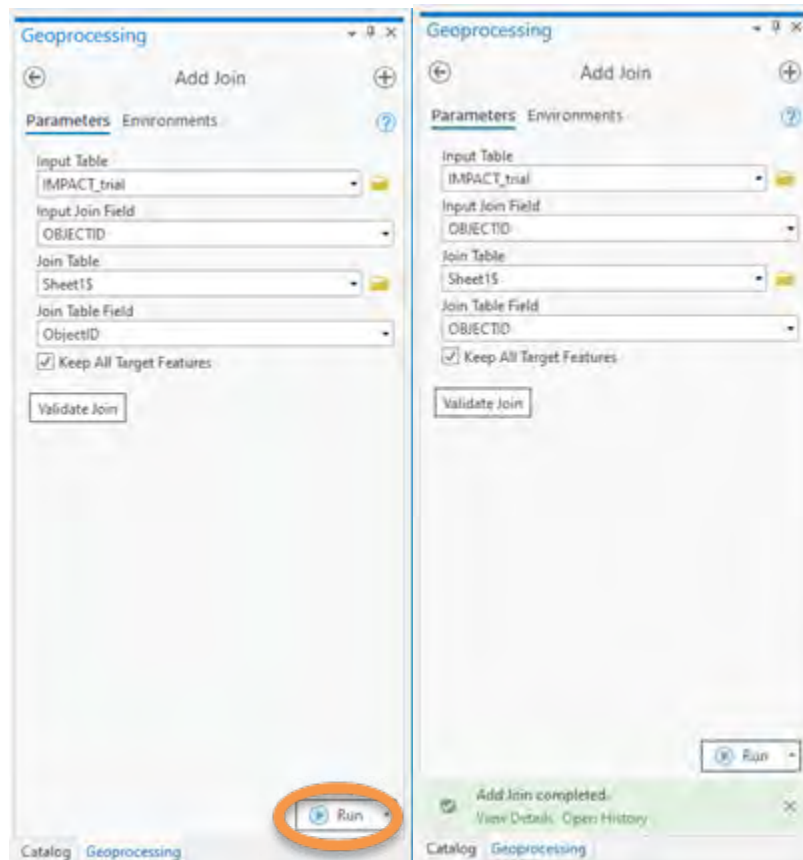 Geoprocessing
Add Join
Parameters Environments
Input Table
IMPACT_trial
Input Join Field
OBJECTID
Join Table
Sheet1$
Join Table Field
ObjectID
Keep All Target Features
Validate Join
Run
Catalog Geoprocessing
Geoprocessing
Add Join
Parameters Environments
Input Table
IMPACT_trial
Input Join Field
OBJECTID
Join Table
Sheet1$
Join Table Field
OBJECTID
Keep All Target Features
Validate Join
Run
Add Join completed.
View Details Open History
Catalog Geoprocessing